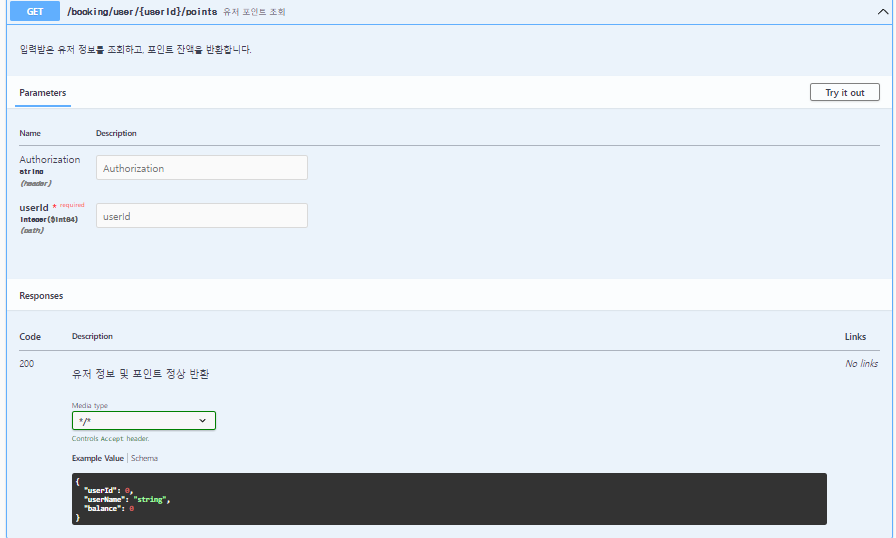 GET /booking/user/{userId}/points 유저 포인트 조회
입력받은 유저 정보를 조회하고, 포인트 잔액을 반환합니다.
Parameters Try it out
Name Description
Authorization Authorization
string
(header)
userId * required userId
integer($int64)
(path)
Responses
Code Description Links
200 No links
유저 정보 및 포인트 정상 반환
Media type
*/*
Controls Accept header.
Example Value Schema
{
"userId": 0,
"userName": "string",
"balance": 0
}